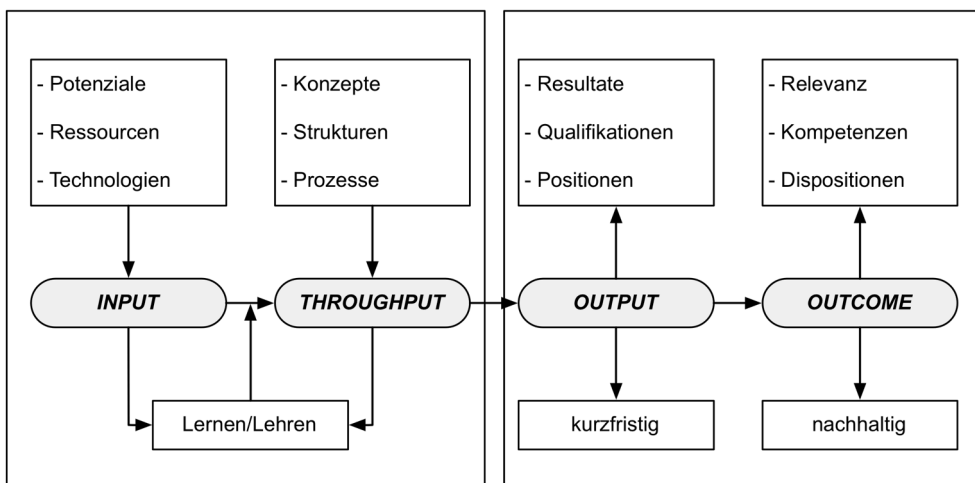 - Potenziale
- Ressourcen
- Technologien
- Konzepte
- Strukturen
- Prozesse
- Resultate
- Qualifikationen
- Positionen
- Relevanz
- Kompetenzen
- Dispositionen
INPUT
THROUGHPUT
OUTPUT
OUTCOME
Lernen/Lehren
kurzfristig
nachhaltig